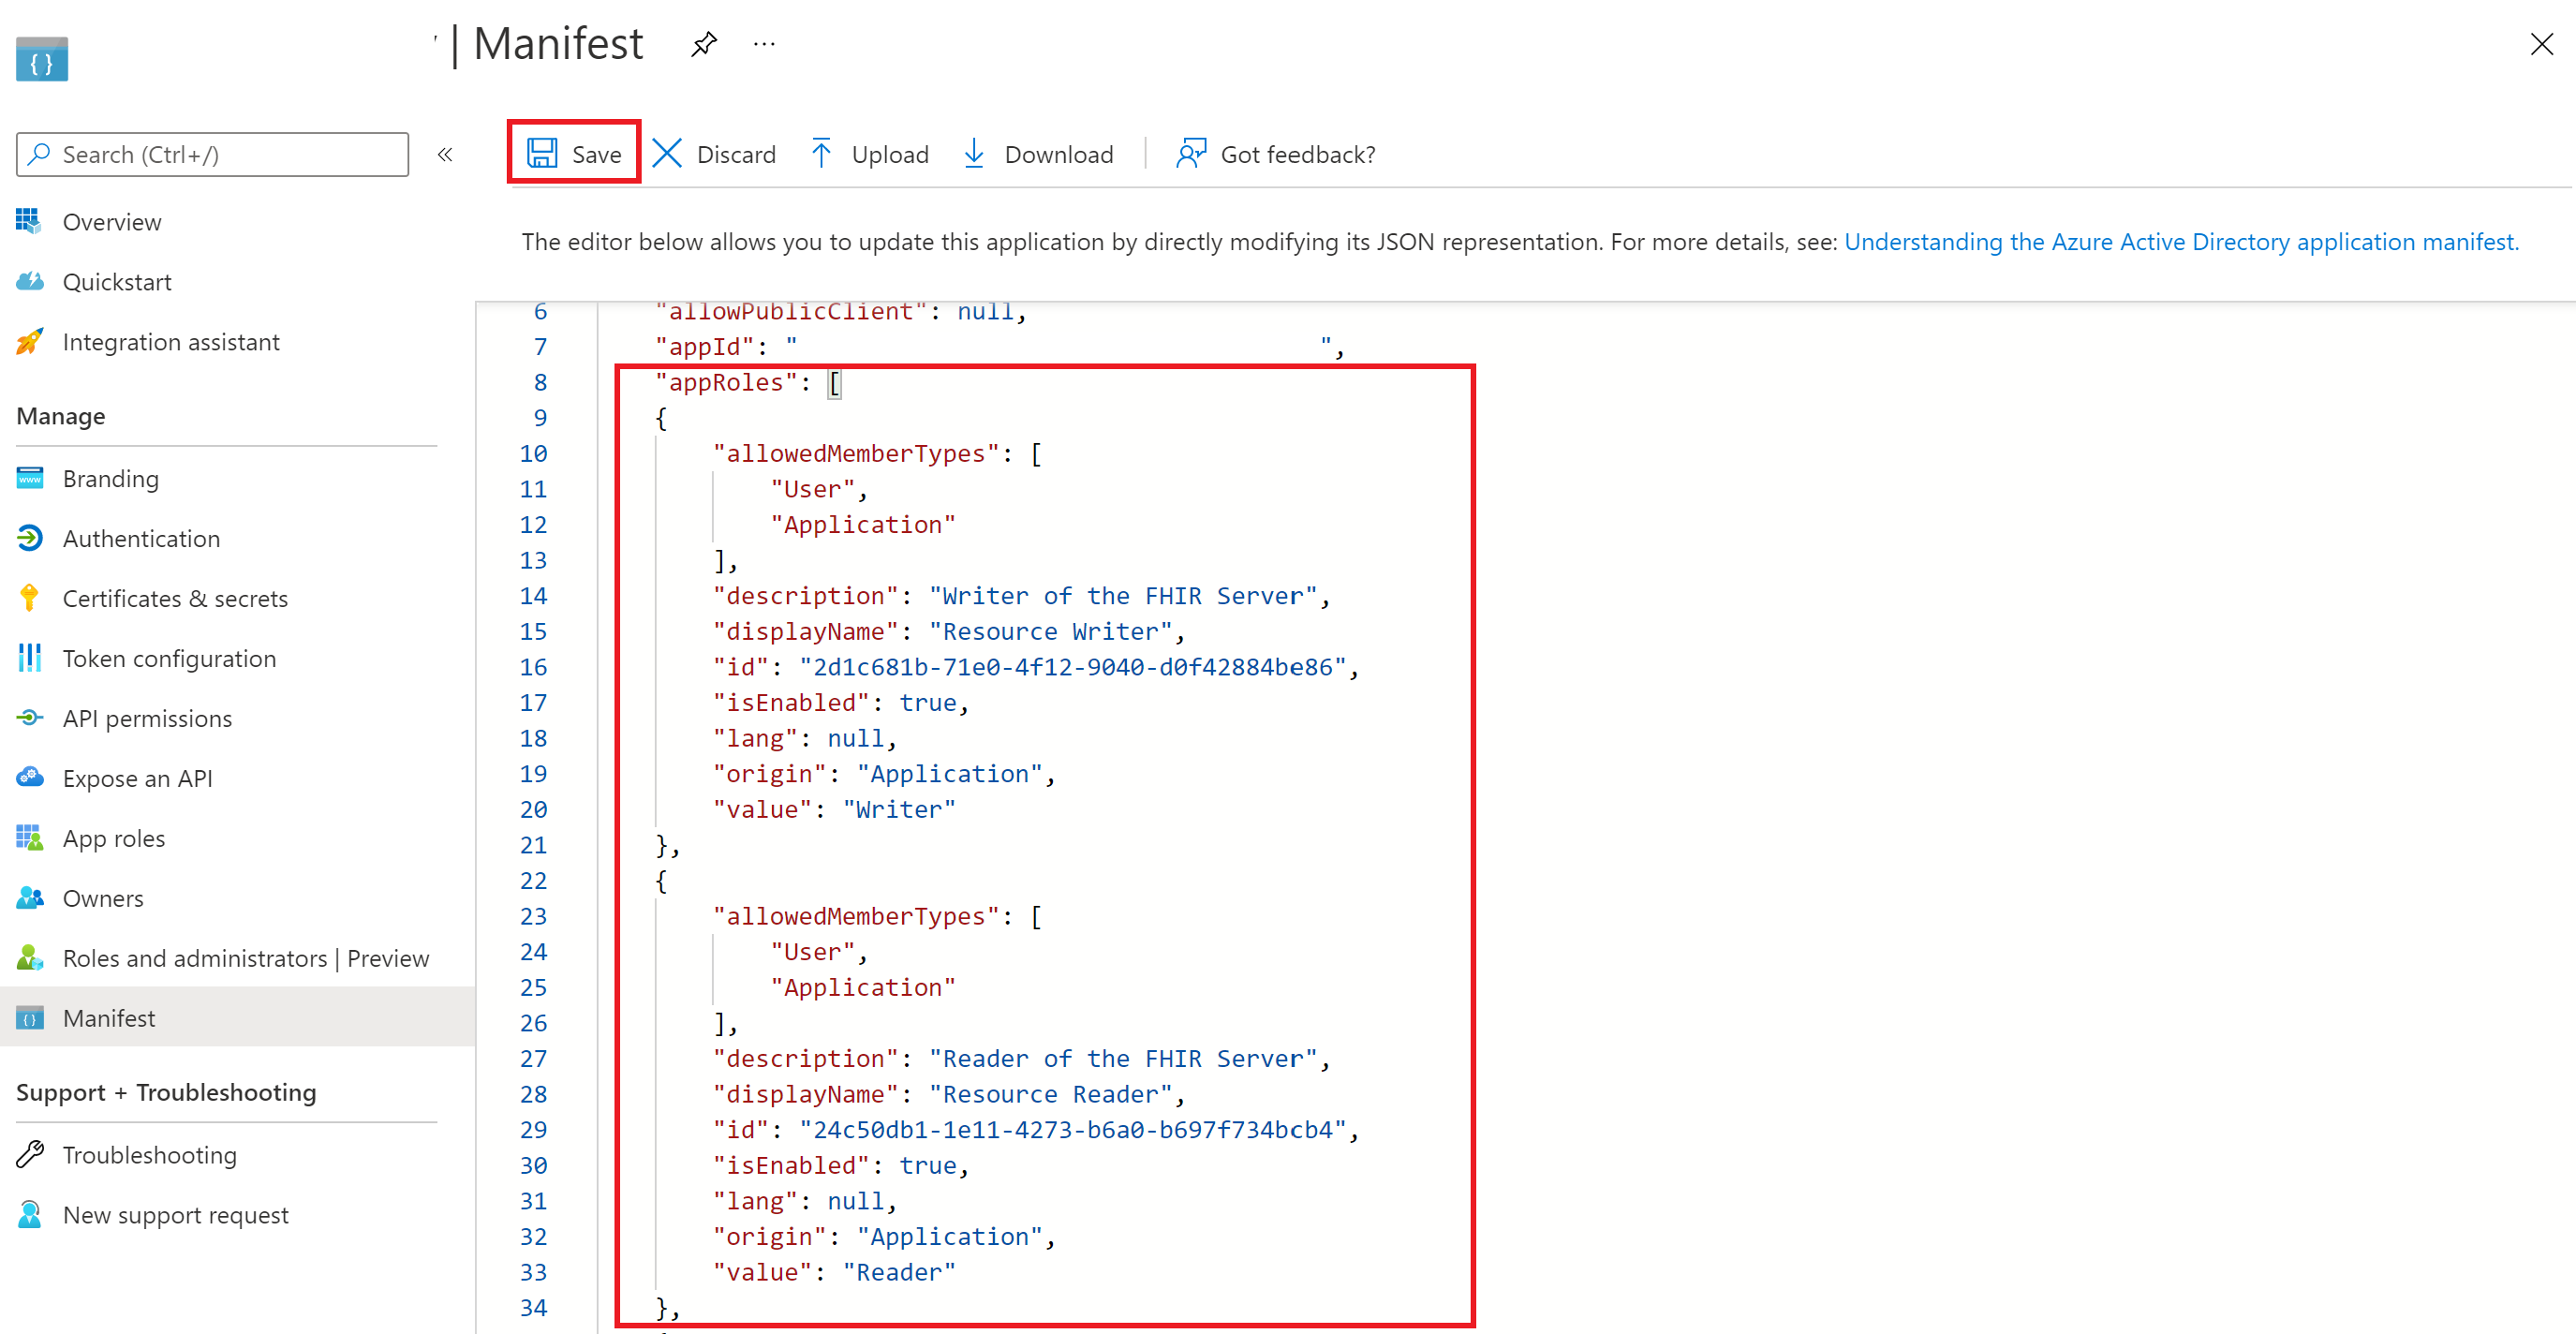 | Manifest ...
Search (Ctrl+/)
«
Overview
Quickstart
Integration assistant
Manage
Branding
Authentication
Certificates & secrets
Token configuration
API permissions
Expose an API
App roles
Owners
Roles and administrators | Preview
Manifest
Support + Troubleshooting
Troubleshooting
New support request
Save Discard Upload Download Got feedback?
The editor below allows you to update this application by directly modifying its JSON representation. For more details, see: Understanding the Azure Active Directory application manifest.
6 "allowPublicClient": null,
7 "appId": " ",
8 "appRoles": [
9 {
10 "allowedMemberTypes": [
11 "User",
12 "Application"
13 ],
14 "description": "Writer of the FHIR Server",
15 "displayName": "Resource Writer",
16 "id": "2d1c681b-71e0-4f12-9040-d0f42884be86",
17 "isEnabled": true,
18 "lang": null,
19 "origin": "Application",
20 "value": "Writer"
21 },
22 {
23 "allowedMemberTypes": [
24 "User",
25 "Application"
26 ],
27 "description": "Reader of the FHIR Server",
28 "displayName": "Resource Reader",
29 "id": "24c50db1-1e11-4273-b6a0-b697f734bcb4",
30 "isEnabled": true,
31 "lang": null,
32 "origin": "Application",
33 "value": "Reader"
34 },